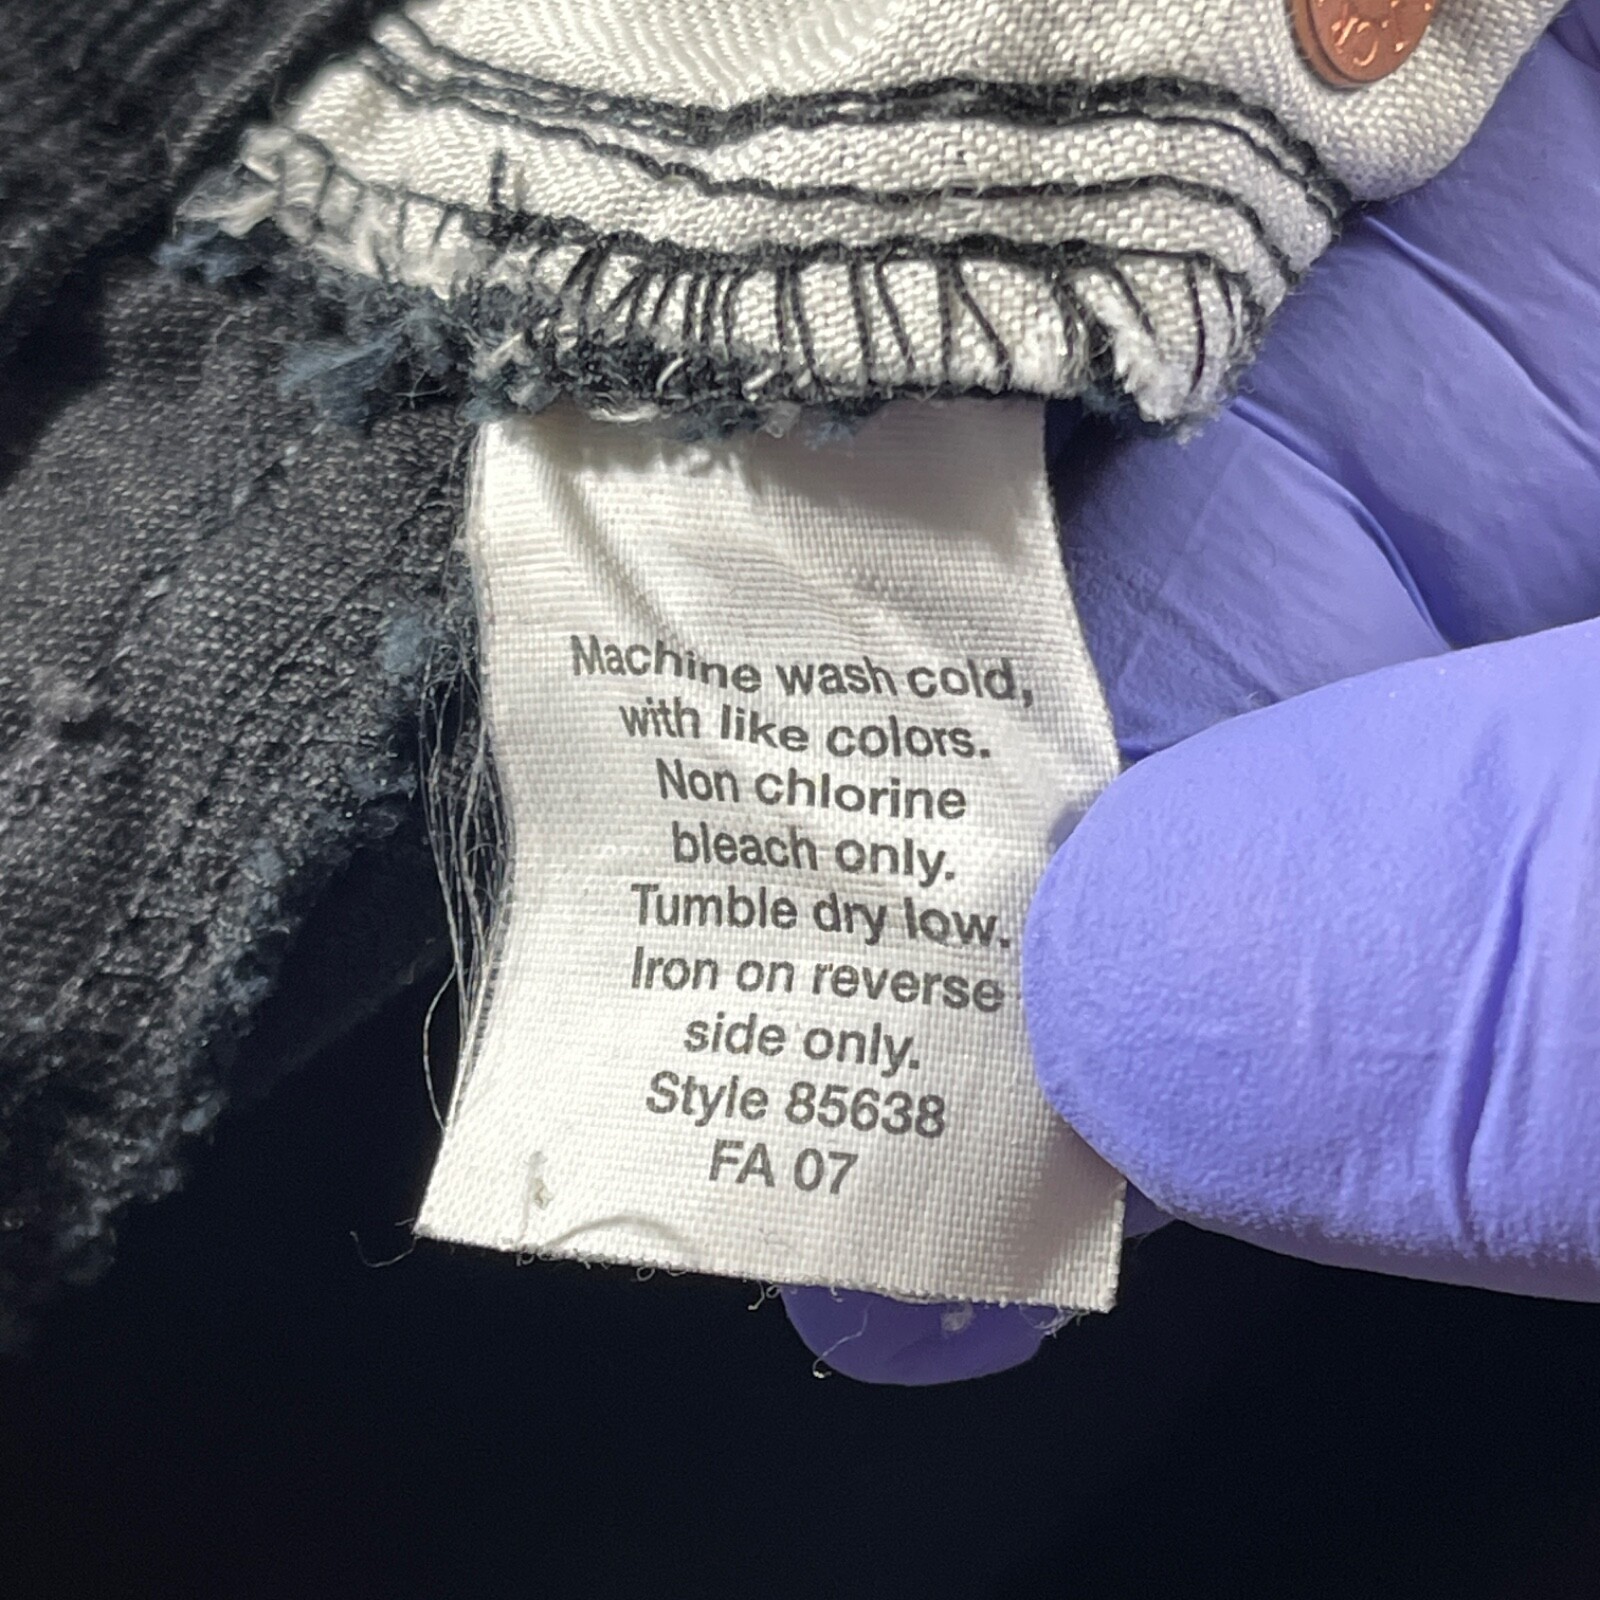 Machine wash cold,
with like colors.
Non chlorine
bleach only.
Tumble dry low.
Iron on reverse
side only.
Style 85638
FA 07